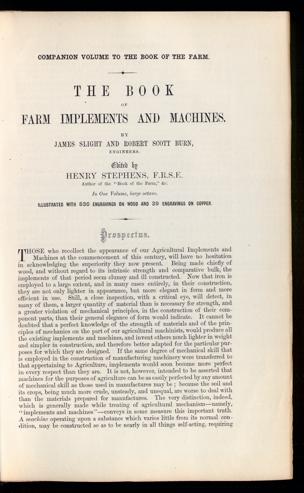 COMPANION VOLUME TO THE BOOK OF THE FARM.
THE BOOK
OF
FARM IMPLEMENTS AND MACHINES.
BY
JAMES SLIGHT AND ROBERT SCOTT BURN,
ENGINEERS.
Edited by
HENRY STEPHENS, F.R.S.E.
Author of the "Book of the Farm," &c.
In One Volume, large octavo,
ILLUSTRATED WITH 600 ENGRAVINGS ON WOOD AND 39 ENGRAVINGS ON COPPER.
Prospectus.
THOSE who recollect the appearance of our Agricultural Implements and
Machines at the commencement of this century, will have no hesitation
in acknowledging the superiority they now present. Being made chiefly of
wood, and without regard to its intrinsic strength and comparative bulk, the
implements of that period seem clumsy and ill constructed. Now that iron is
employed to a large extent, and in many cases entirely, in their construction,
they are not only lighter in appearance, but more elegant in form and more
efficient in use. Still, a close inspection, with a critical eye, will detect, in
many of them, a larger quantity of material than is necessary for strength, and
a greater violation of mechanical principles, in the construction of their com-
ponent parts, than their general elegance of form would indicate. It cannot be
doubted that a perfect knowledge of the strength of materials and of the prin-
ciples of mechanics on the part of our agricultural machinists, would produce all
the existing implements and machines, and invent others much lighter in weight
and simpler in construction, and therefore better adapted for the particular pur-
poses for which they are designed. If the same degree of mechanical skill that
is employed in the construction of manufacturing machinery were transferred to
that appertaining to Agriculture, implements would soon become more perfect
in every respect than they are. It is not, however, intended to be asserted that
machines for the purposes of agriculture can be as easily perfected by any amount
of mechanical skill as those used in manufactures may be; because the soil and
its crops, being much more crude, unsteady, and unequal, are worse to deal with
than the materials prepared for manufactures. The very distinction, indeed,
which is generally made while treating of agricultural mechanism—namely,
"implements and machines"—conveys in some measure this important truth.
A machine operating upon a substance which varies little from its normal con-
dition, may be constructed so as to be nearly in all things self-acting, requiring